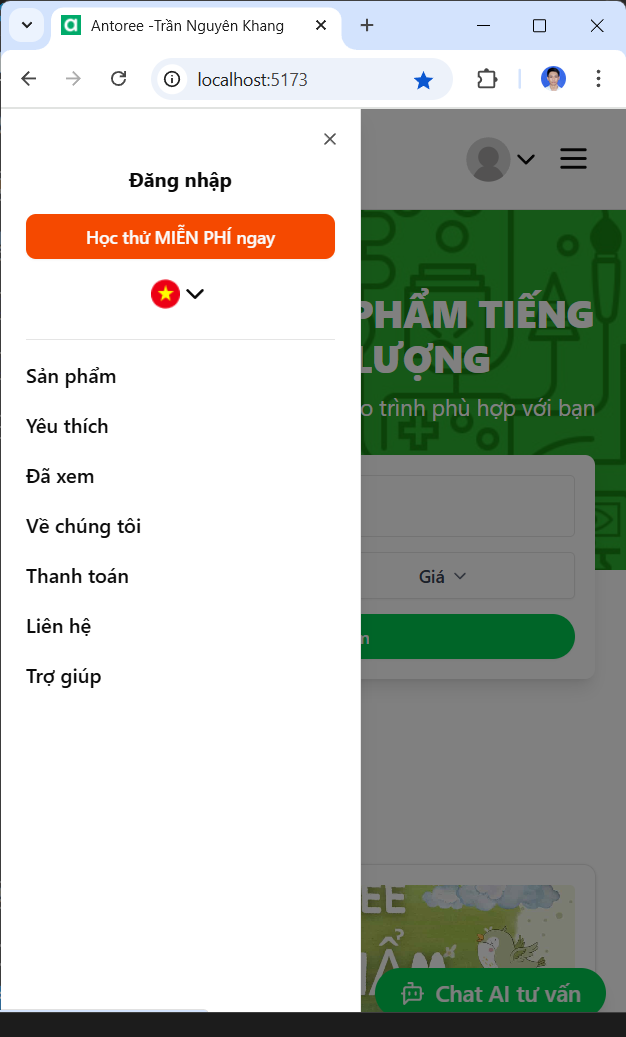 Antoree -Trần Nguyên Khang
localhost:5173
Đăng nhập
Học thử MIỄN PHÍ ngay
Sản phẩm
Yêu thích
Đã xem
Về chúng tôi
Thanh toán
Liên hệ
Trợ giúp
PHẨM TIẾNG
LƯỢNG
trình phù hợp với bạn
Giá
Chat AI tư vấn